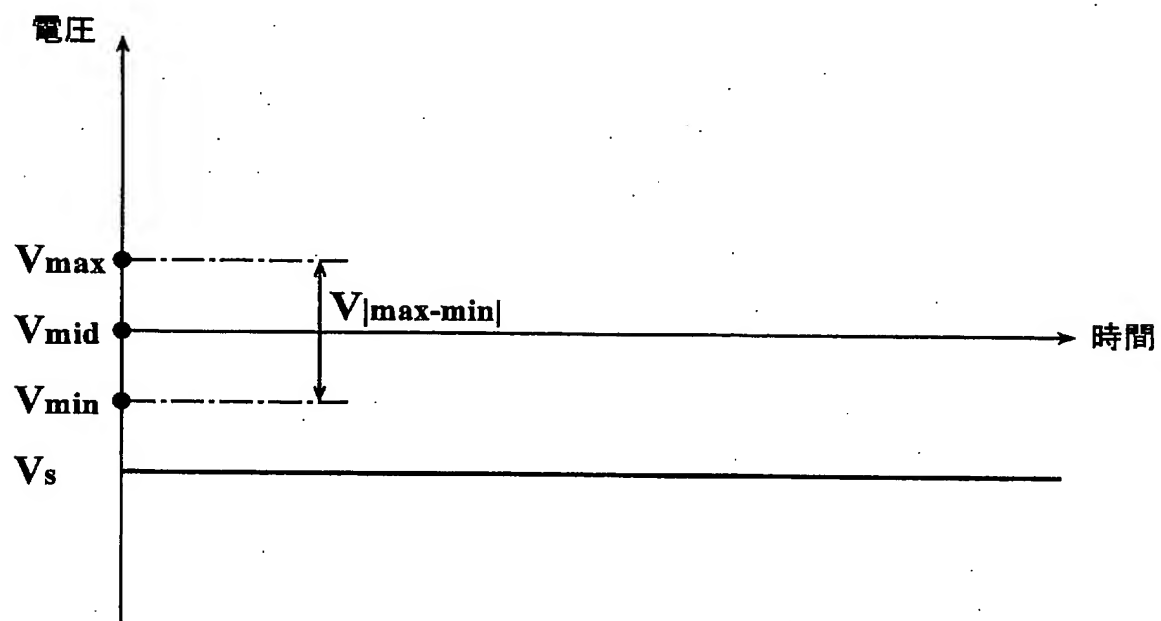 電圧
Vmax
V|max-min|
Vmid
時間
Vmin
Vs